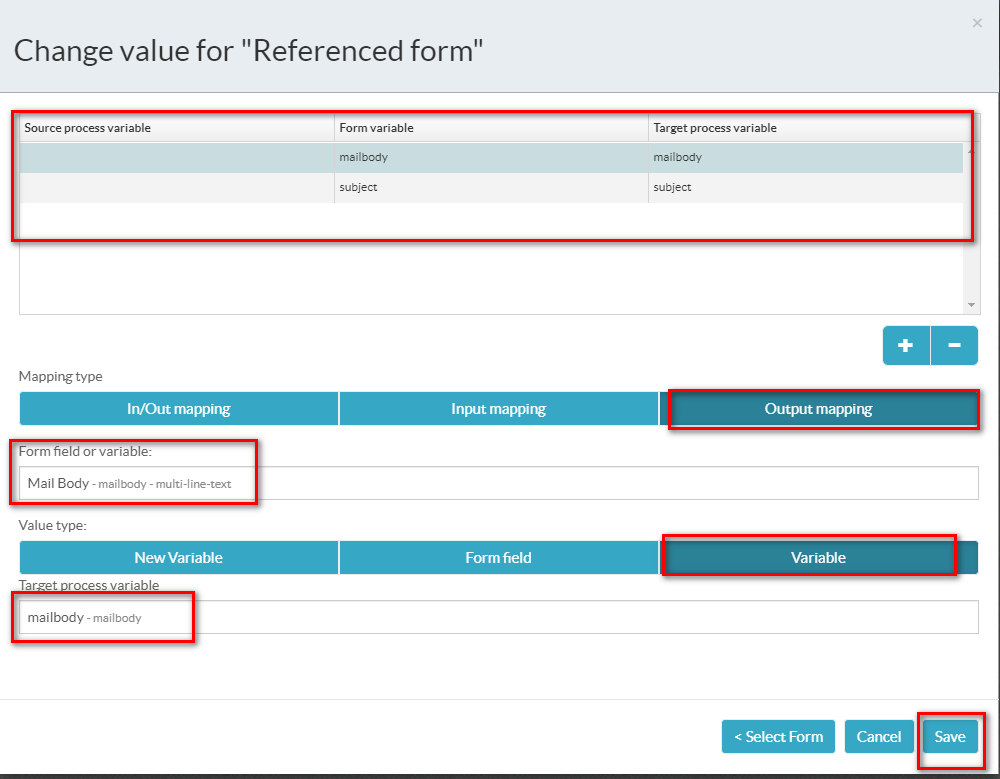 ×
Change value for "Referenced form"
Source process variable Form variable Target process variable
mailbody mailbody
subject subject
Mapping type
In/Out mapping Input mapping Output mapping
Form field or variable:
Mail Body - mailbody - multi-line-text
Value type:
New Variable Form field Variable
Target process variable
mailbody - mailbody
< Select Form Cancel Save